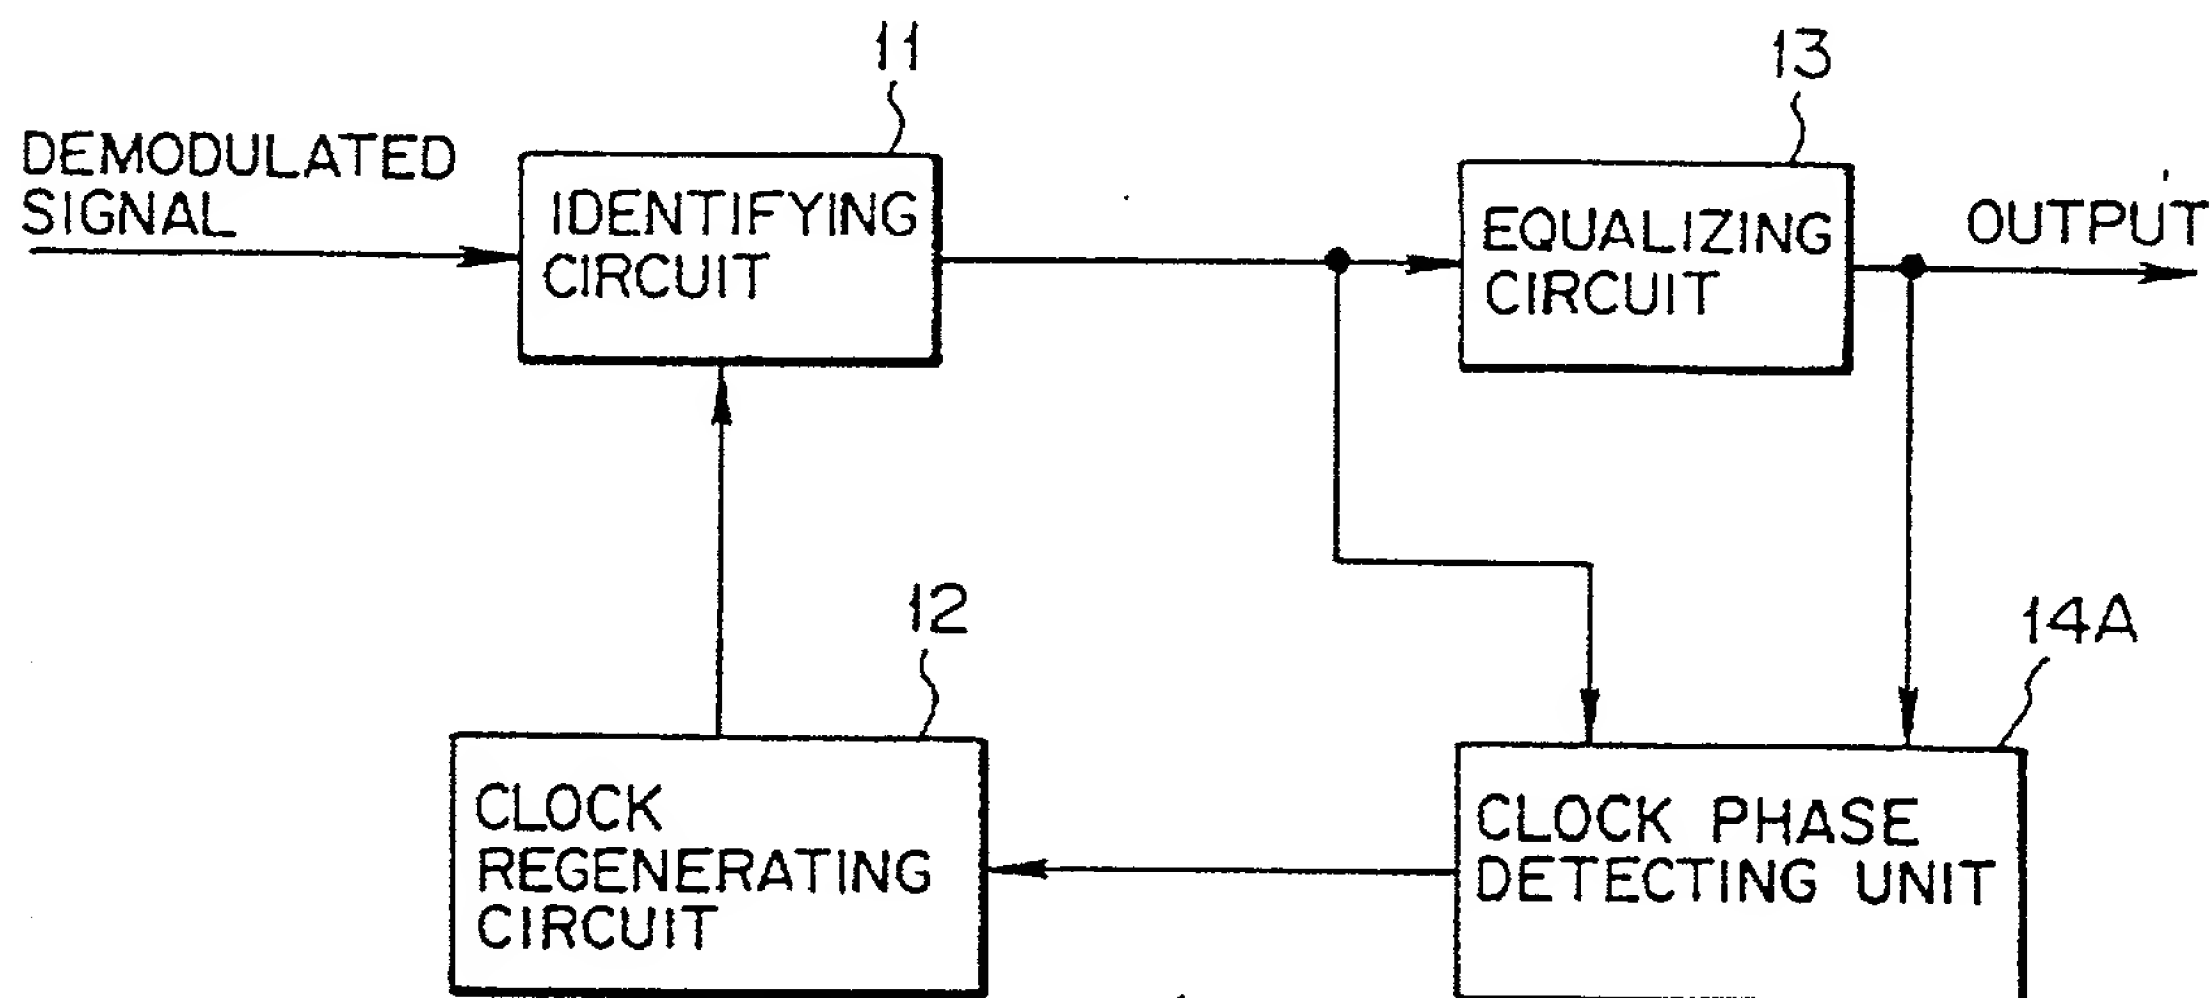 11
13
DEMODULATED
SIGNAL
IDENTIFYING
CIRCUIT
EQUALIZING
CIRCUIT
OUTPUT
12
14A
CLOCK
REGENERATING
CIRCUIT
CLOCK PHASE
DETECTING UNIT